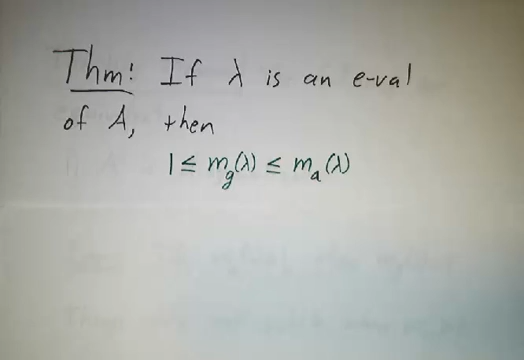 Thm: If λ is an e-val
of A, then
1 ≤ m_g(λ) ≤ m_a(λ)